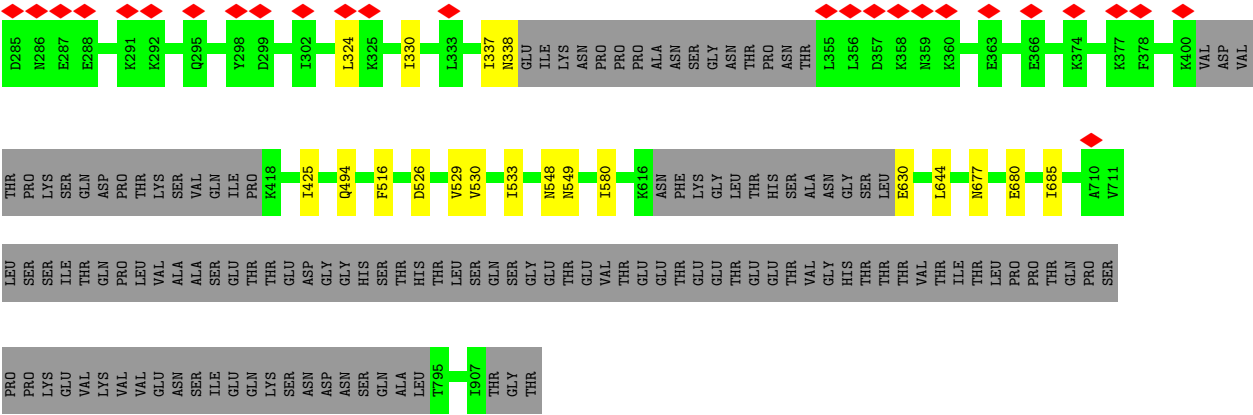 D285 N286 E287 E288 K291 K292 Q295 Y298 D299 I302 L324 K325 I330 L333 I337 N338 GLU ILE LYS ASN PRO PRO PRO ALA ASN SER GLY ASN THR PRO ASN THR L355 L356 D357 K358 N359 K360 E363 E366 K374 K377 F378 K400 VAL ASP VAL
THR PRO LYS SER GLN ASP PRO THR LYS SER VAL GLN ILE PRO K418 I425 Q494 F516 D526 V529 V530 I533 N548 N549 I580 K616 ASN PHE LYS GLY LEU THR HIS SER ALA ASN GLY SER LEU E630 L644 N677 E680 I685 A710 V711
LEU SER SER ILE THR GLN PRO LEU VAL ALA ALA SER GLU THR THR GLU ASP GLY GLY HIS SER THR HIS THR LEU SER GLN SER GLY GLU ASN THR GLU VAL THR GLU GLU THR GLU GLU THR GLU GLU THR VAL GLY HIS THR THR THR VAL THR ILE THR LEU PRO PRO THR GLN PRO SER
PRO PRO LYS GLU VAL LYS VAL VAL GLU ASN SER ILE GLU GLN LYS SER ASN ASP ASN SER GLN ALA LEU T795 I907 THR GLY THR